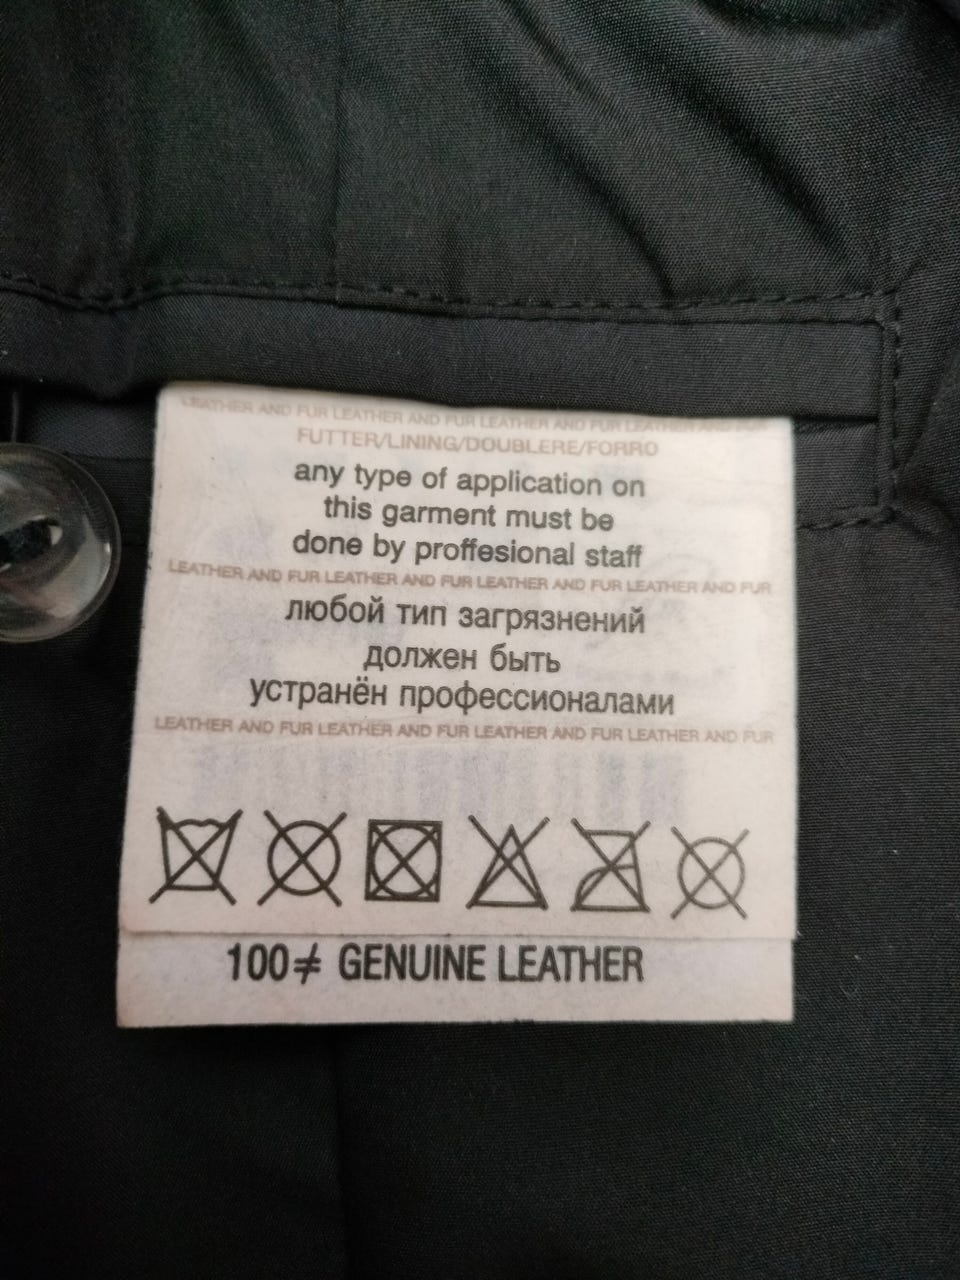 LEATHER AND FUR LEATHER AND FUR LEATHER AND FUR LEATHER AND FUR
FUTTER/LINING/DOUBLERE/FORRO
any type of application on
this garment must be
done by proffesional staff
LEATHER AND FUR LEATHER AND FUR LEATHER AND FUR LEATHER AND FUR
любой тип загрязнений
должен быть
устранён профессионалами
LEATHER AND FUR LEATHER AND FUR LEATHER AND FUR LEATHER AND FUR
100≠ GENUINE LEATHER